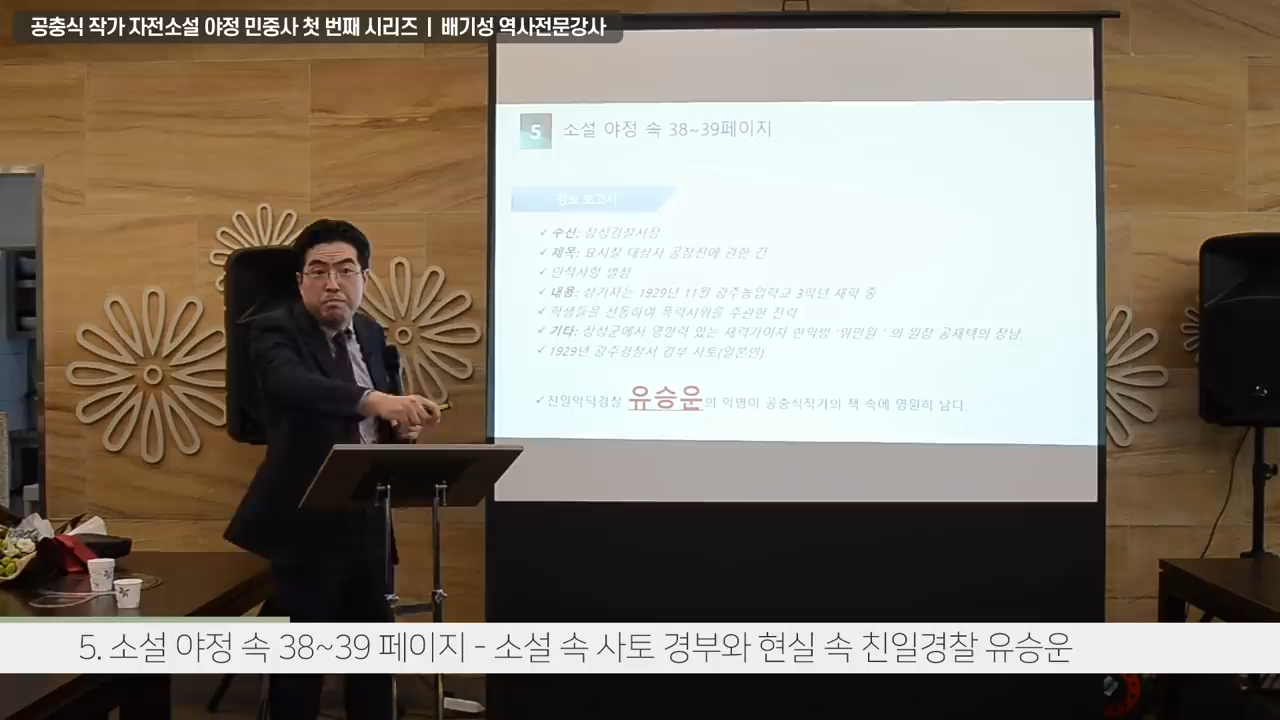 공충식 작가 자전소설 야정 민중사 첫 번째 시리즈 | 배기성 역사전문강사
5 소설 야정 속 38~39페이지
정보 보고서
✓ 수신: 장성경찰서장
✓ 제목: 요시찰 대상자 공장진에 관한 건
✓ 인적사항 별첨
✓ 내용: 상기자는 1929년 11월 광주농업학교 3학년 재학 중
✓ 학생들을 선동하여 폭력시위를 주관한 전력
✓ 기타: 장성군에서 영향력 있는 재력가이자 한약방 '위만원' 의 원장 공재택의 장남.
✓ 1929년 광주경찰서 경부 사토(일본인)
✓ 친일악덕경찰 유승운의 악명이 공충식작가의 책 속에 영원히 남다.
5. 소설 야정 속 38~39 페이지 - 소설 속 사토 경부와 현실 속 친일경찰 유승운